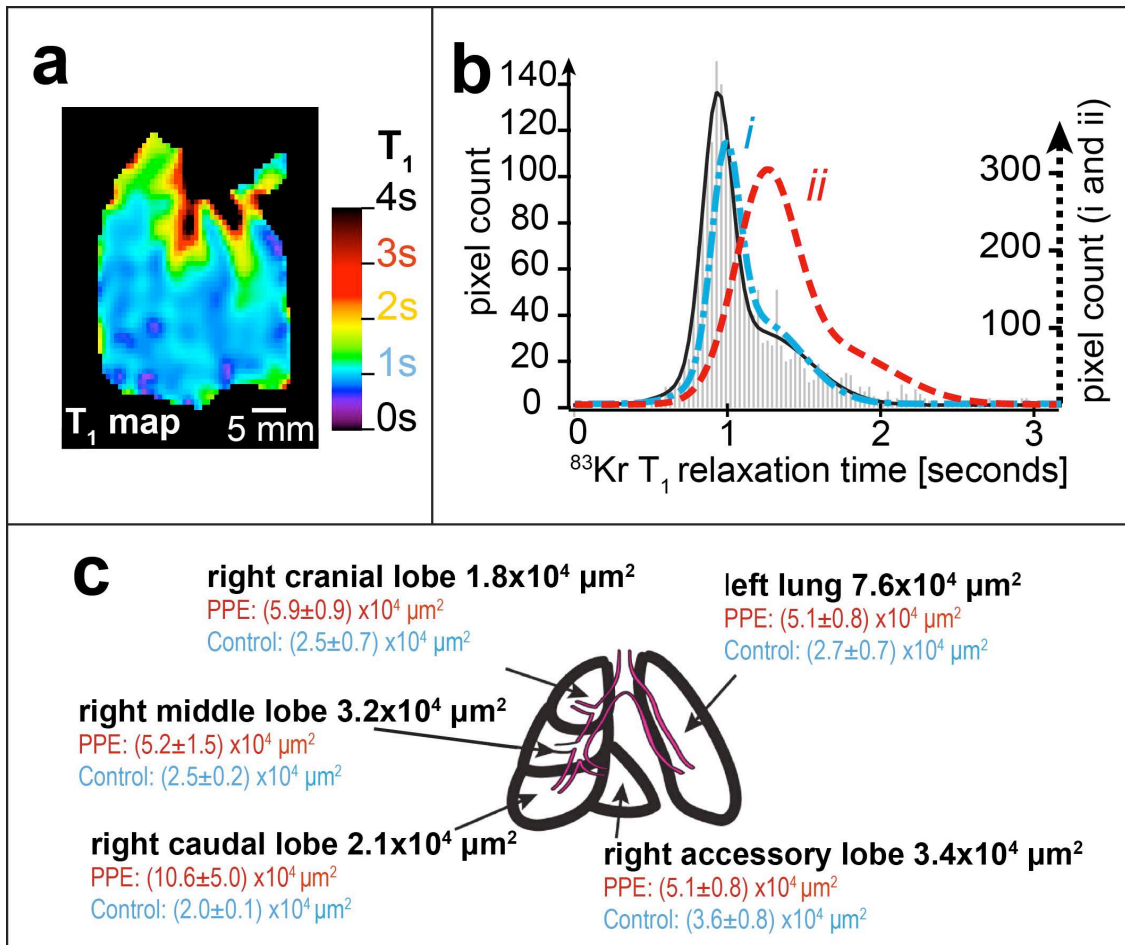 a
T₁
4s
3s
2s
1s
0s
T₁ map
5 mm
b
140
120
100
80
60
40
20
0
pixel count
i
ii
300
200
100
pixel count (i and ii)
0 1 2 3
⁸³Kr T₁ relaxation time [seconds]
c
right cranial lobe 1.8x10⁴ µm²
PPE: (5.9±0.9) x10⁴ µm²
Control: (2.5±0.7) x10⁴ µm²
left lung 7.6x10⁴ µm²
PPE: (5.1±0.8) x10⁴ µm²
Control: (2.7±0.7) x10⁴ µm²
right middle lobe 3.2x10⁴ µm²
PPE: (5.2±1.5) x10⁴ µm²
Control: (2.5±0.2) x10⁴ µm²
right caudal lobe 2.1x10⁴ µm²
PPE: (10.6±5.0) x10⁴ µm²
Control: (2.0±0.1) x10⁴ µm²
right accessory lobe 3.4x10⁴ µm²
PPE: (5.1±0.8) x10⁴ µm²
Control: (3.6±0.8) x10⁴ µm²